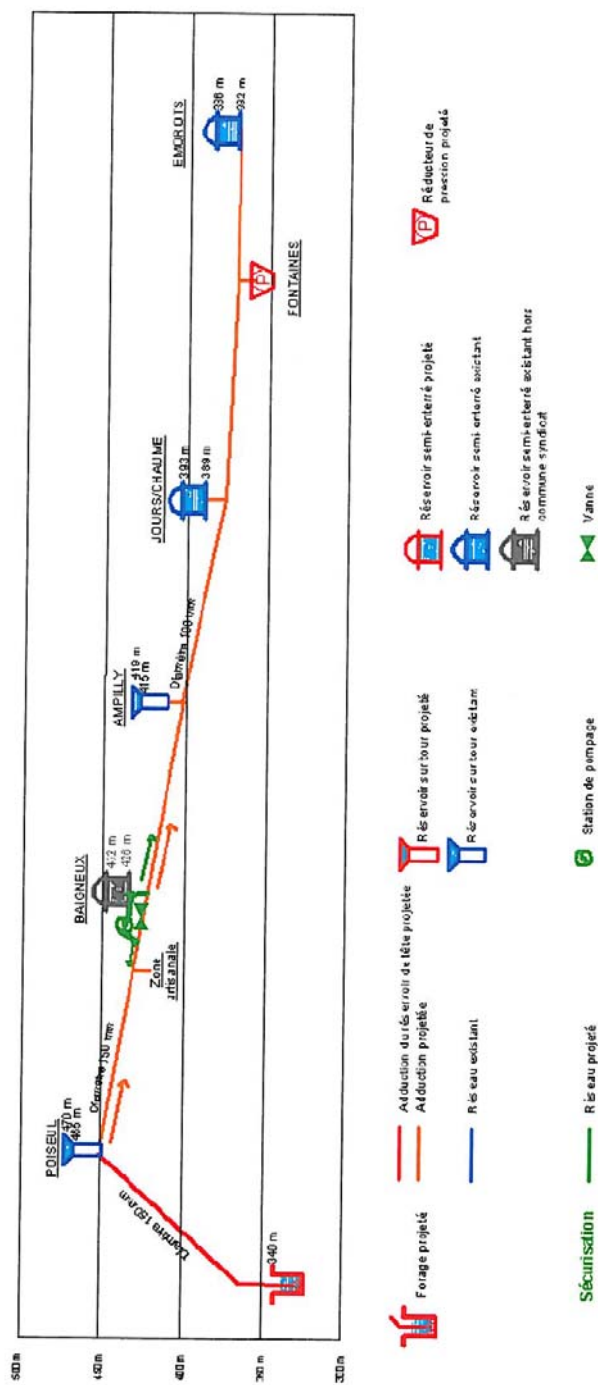 500 m
450 m
400 m
350 m
300 m
POISEUL
470 m
465 m
Diamètre 150 mm
Diamètre 150 mm
340 m
Zone
artisanale
BAIGNEUX
AMPILLY
419 m
415 m
Diamètre 100 mm
JOURS/CHAUME
393 m
389 m
FONTAINES
P
EMOROTS
Forage projeté
Adduction du réservoir de tête projetée
Adduction projetée
Réseau existant
Réservoir sur tour projeté
Réservoir sur tour existant
Réservoir semi-enterré projeté
Réservoir semi-enterré existant
Réservoir semi-enterré existant hors
commune syndicat
P
Réducteur de
pression projeté
Sécurisation
Réseau projeté
Station de pompage
Vanne